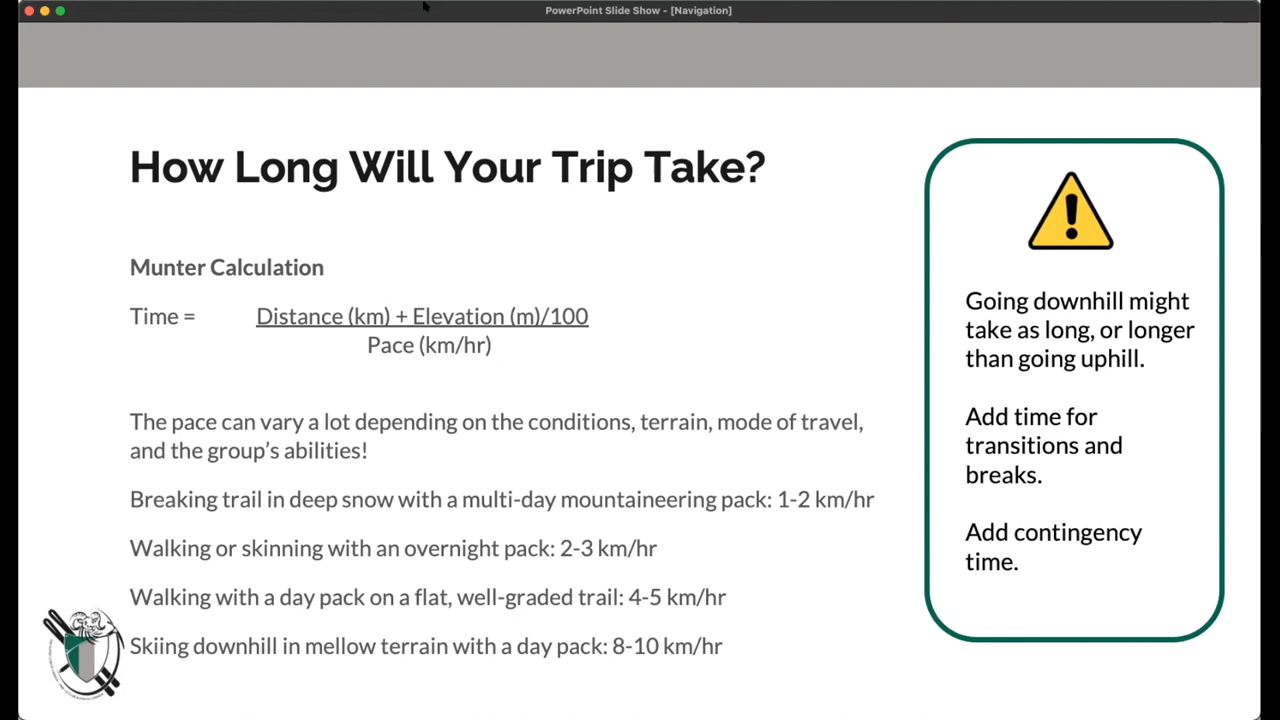 PowerPoint Slide Show - [Navigation]
How Long Will Your Trip Take?
Munter Calculation
Time = Distance (km) + Elevation (m)/100
Pace (km/hr)
The pace can vary a lot depending on the conditions, terrain, mode of travel,
and the group’s abilities!
Breaking trail in deep snow with a multi-day mountaineering pack: 1-2 km/hr
Walking or skinning with an overnight pack: 2-3 km/hr
Walking with a day pack on a flat, well-graded trail: 4-5 km/hr
Skiing downhill in mellow terrain with a day pack: 8-10 km/hr
Going downhill might
take as long, or longer
than going uphill.
Add time for
transitions and
breaks.
Add contingency
time.